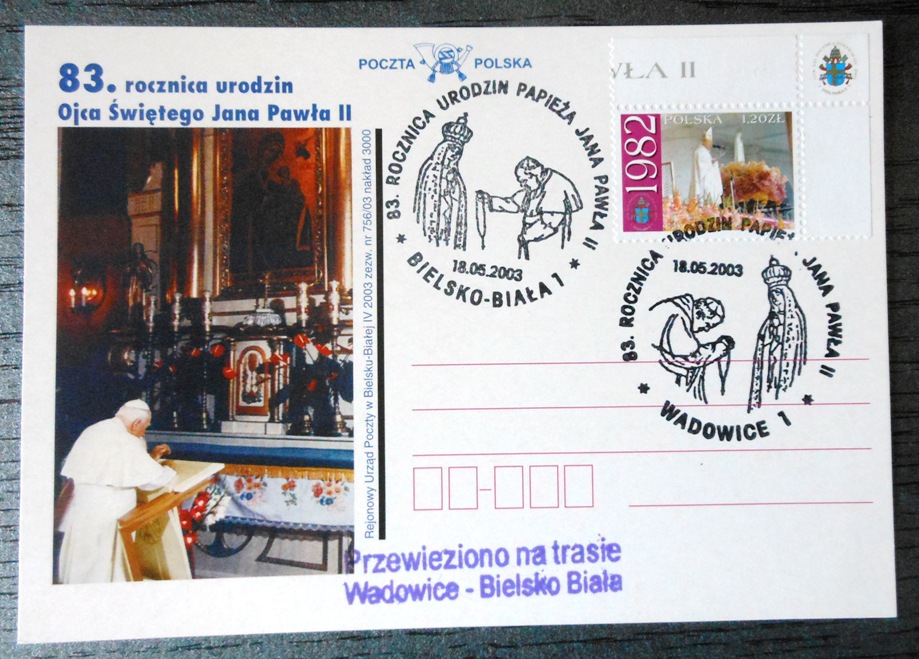 83. rocznica urodzin
Ojca Świętego Jana Pawła II
POCZTA POLSKA
Rejonowy Urząd Poczty w Bielsku-Białej IV 2003 zezw. nr 756/03 nakład 3000
* 83. ROCZNICA URODZIN PAPIEŻA JANA PAWŁA II *
18.05.2003
BIELSKO-BIAŁA 1
WŁA II
1982
POLSKA 1,20ZŁ
* 83. ROCZNICA URODZIN PAPIEŻA JANA PAWŁA II *
18.05.2003
WADOWICE 1
Przewieziono na trasie
Wadowice - Bielsko Biała